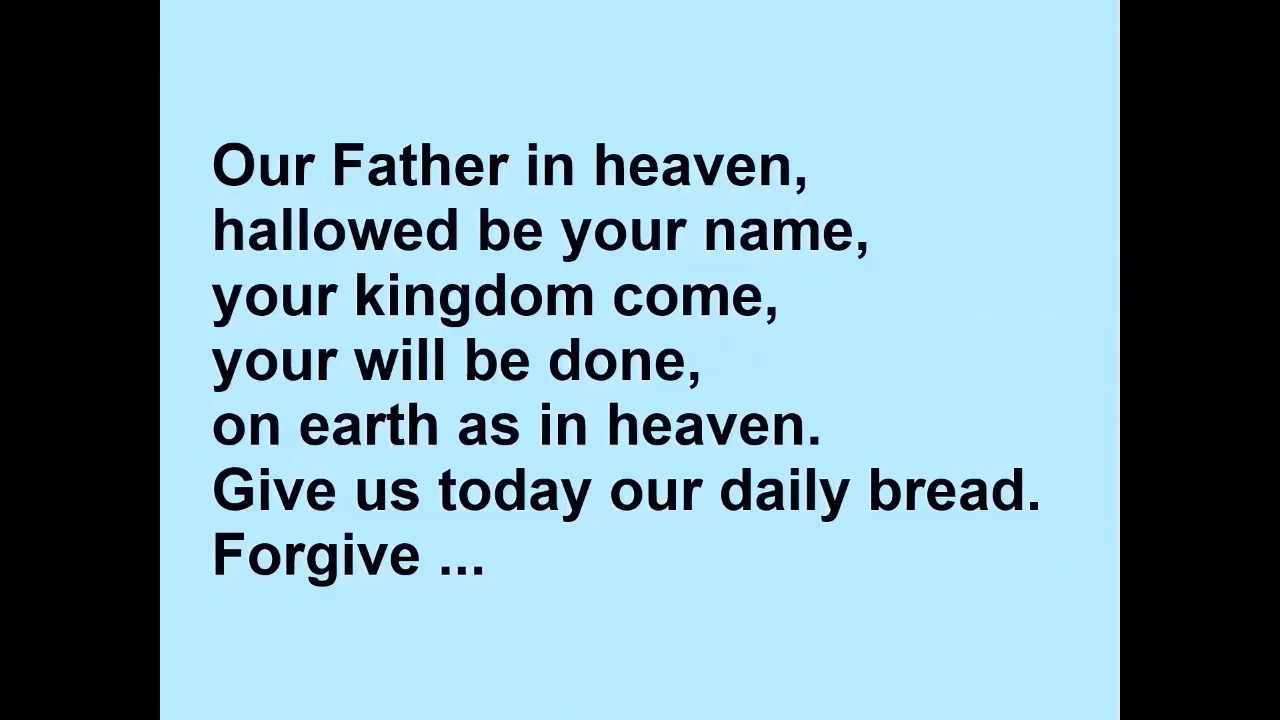 Our Father in heaven,
hallowed be your name,
your kingdom come,
your will be done,
on earth as in heaven.
Give us today our daily bread.
Forgive ...